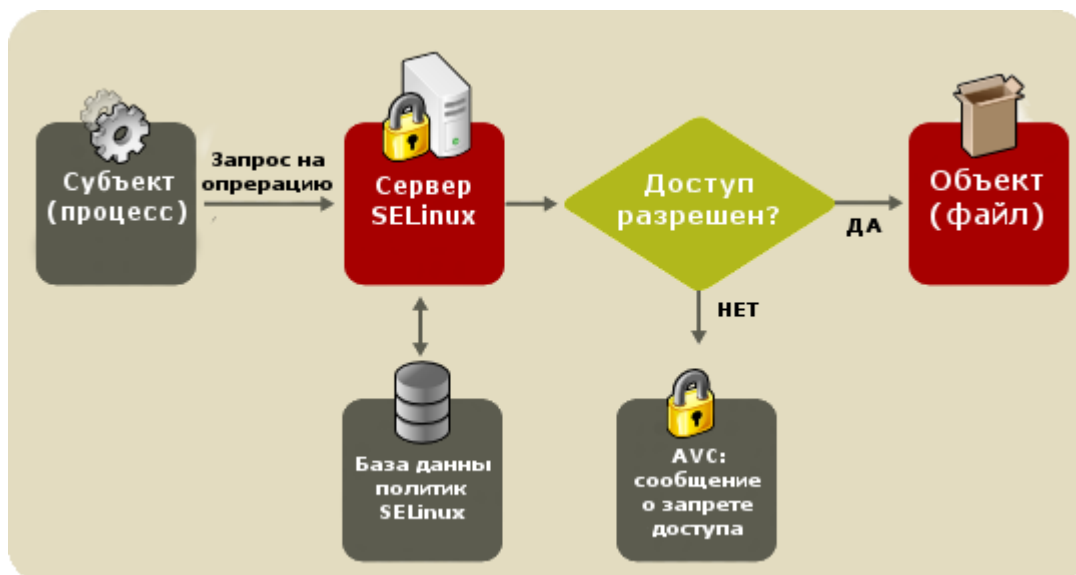 Субъект
(процесс)
Запрос на
опрерацию
Сервер
SELinux
Доступ
разрешен?
ДА
Объект
(файл)
НЕТ
База данны
политик
SELinux
AVC:
сообщение
о запрете
доступа